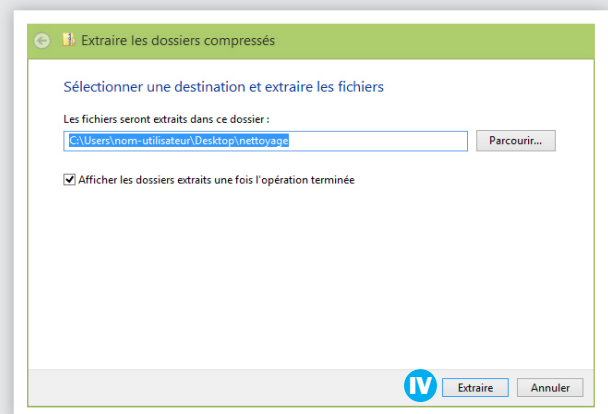 Extraire les dossiers compressés
Sélectionner une destination et extraire les fichiers
Les fichiers seront extraits dans ce dossier :
C:\Users\nom-utilisateur\Desktop\nettoyage
Parcourir...
Afficher les dossiers extraits une fois l'opération terminée
IV Extraire Annuler